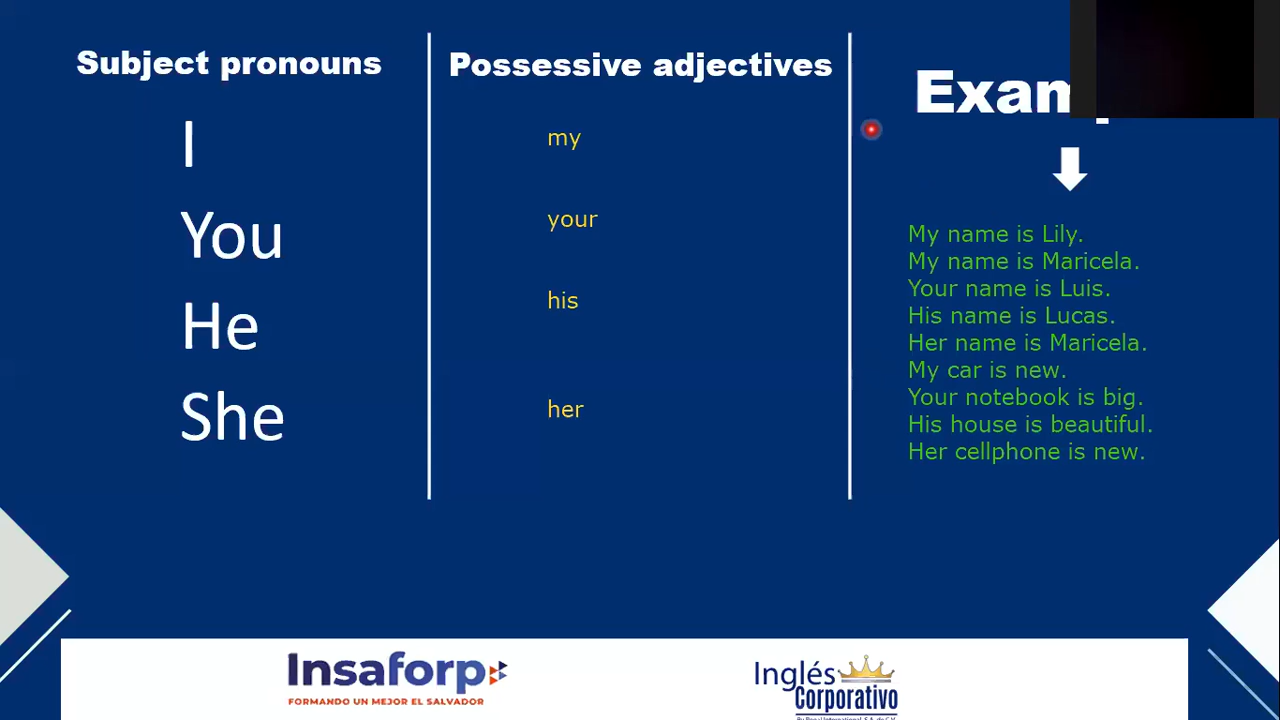 Subject pronouns
I
You
He
She
Possessive adjectives
my
your
his
her
My name is Lily.
My name is Maricela.
Your name is Luis.
His name is Lucas.
Her name is Maricela.
My car is new.
Your notebook is big.
His house is beautiful.
Her cellphone is new.
Insaforp
FORMANDO UN MEJOR EL SALVADOR
Inglés
Corporativo